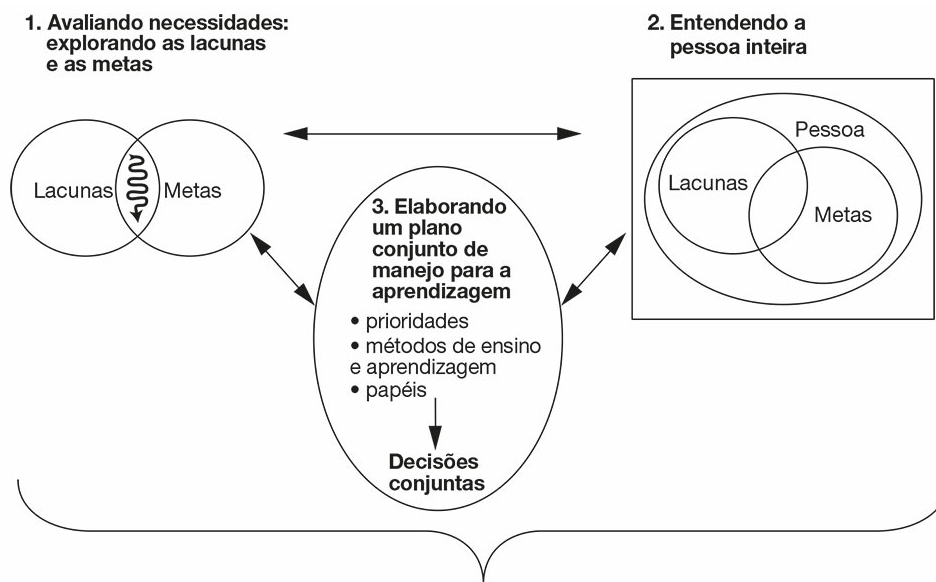 1. Avaliando necessidades:
explorando as lacunas
e as metas
Lacunas
Metas
2. Entendendo a
pessoa inteira
Pessoa
Lacunas
Metas
3. Elaborando
um plano
conjunto de
manejo para a
aprendizagem
• prioridades
• métodos de ensino
e aprendizagem
• papéis
Decisões
conjuntas